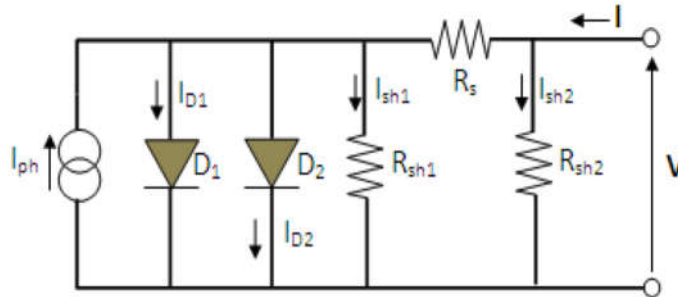 I
I_D1
I_sh1
R_s
I_sh2
I_ph
D_1
D_2
R_sh1
R_sh2
V
I_D2